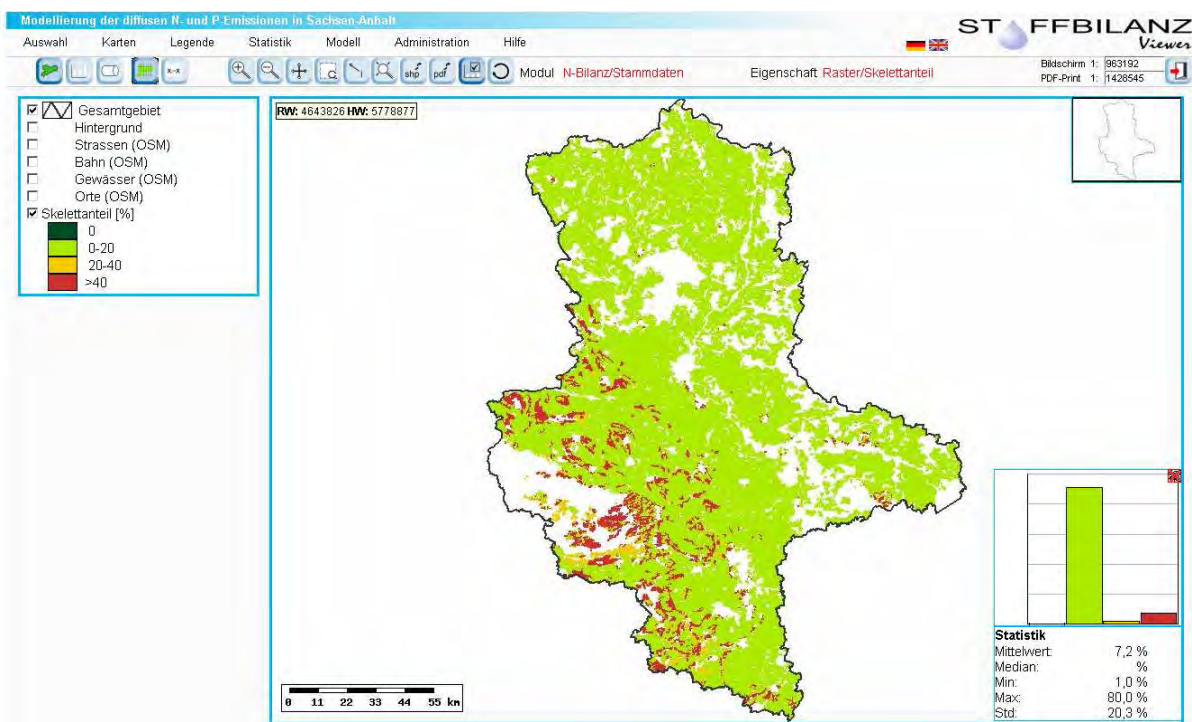 Modellierung der diffusen N- und P-Emissionen in Sachsen-Anhalt
STOFFBILANZ
Viewer
Auswahl Karten Legende Statistik Modell Administration Hilfe
shp pdf Modul N-Bilanz/Stammdaten Eigenschaft Raster/Skelettanteil
Bildschirm 1: 963192
PDF-Print 1: 1428545
Gesamtgebiet
Hintergrund
Strassen (OSM)
Bahn (OSM)
Gewässer (OSM)
Orte (OSM)
Skelettanteil [%]
0
0-20
20-40
>40
RW: 4643826 HW: 5778877
0 11 22 33 44 55 km
Statistik
Mittelwert: 7,2 %
Median: %
Min: 1,0 %
Max: 80,0 %
Std: 20,3 %